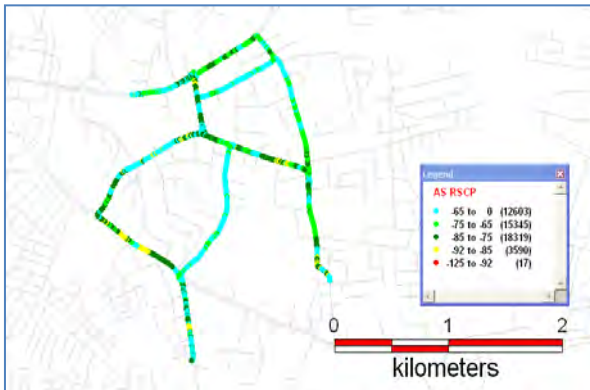 Legend
AS RSCP
-65 to 0 (12603)
-75 to -65 (15345)
-85 to -75 (18319)
-92 to -85 (3590)
-125 to -92 (17)
0 1 2
kilometers